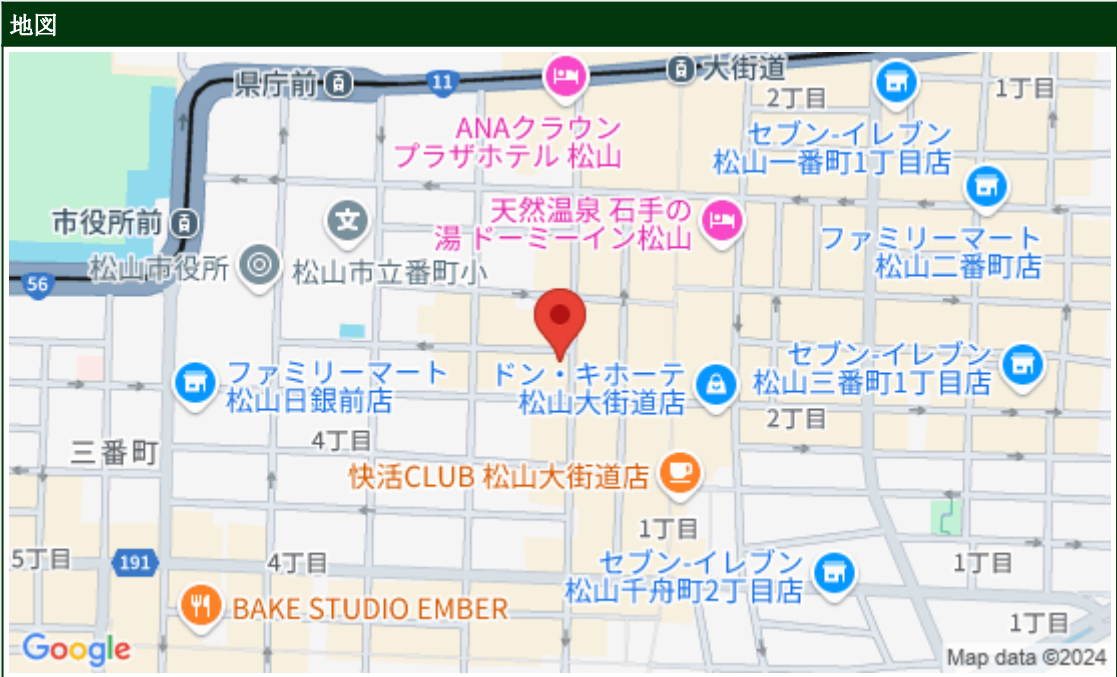 地図
県庁前
11
大街道
2丁目
1丁目
ANAクラウン
プラザホテル 松山
セブン-イレブン
松山一番町1丁目店
市役所前
天然温泉 石手の
湯 ドーミーイン松山
ファミリーマート
松山二番町店
松山市役所
松山市立番町小
56
ファミリーマート
松山日銀前店
ドン・キホーテ
松山大街道店
セブン-イレブン
松山三番町1丁目店
2丁目
三番町
4丁目
快活CLUB 松山大街道店
1丁目
5丁目
191
4丁目
セブン-イレブン
松山千舟町2丁目店
1丁目
BAKE STUDIO EMBER
1丁目
Google
Map data ©2024